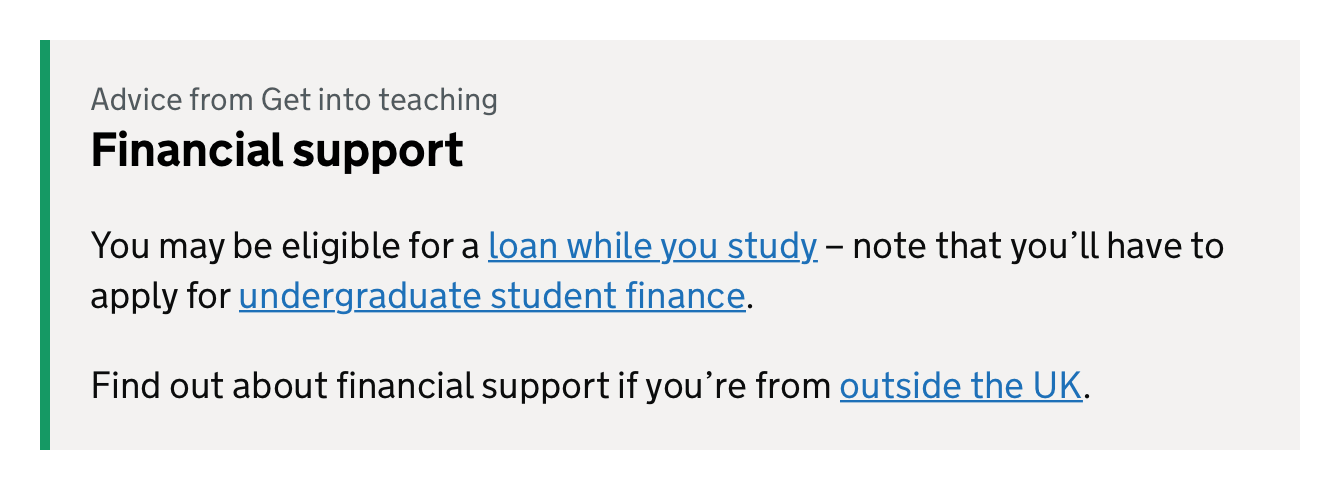 Advice from Get into teaching
Financial support
You may be eligible for a loan while you study – note that you’ll have to
apply for undergraduate student finance.
Find out about financial support if you’re from outside the UK.